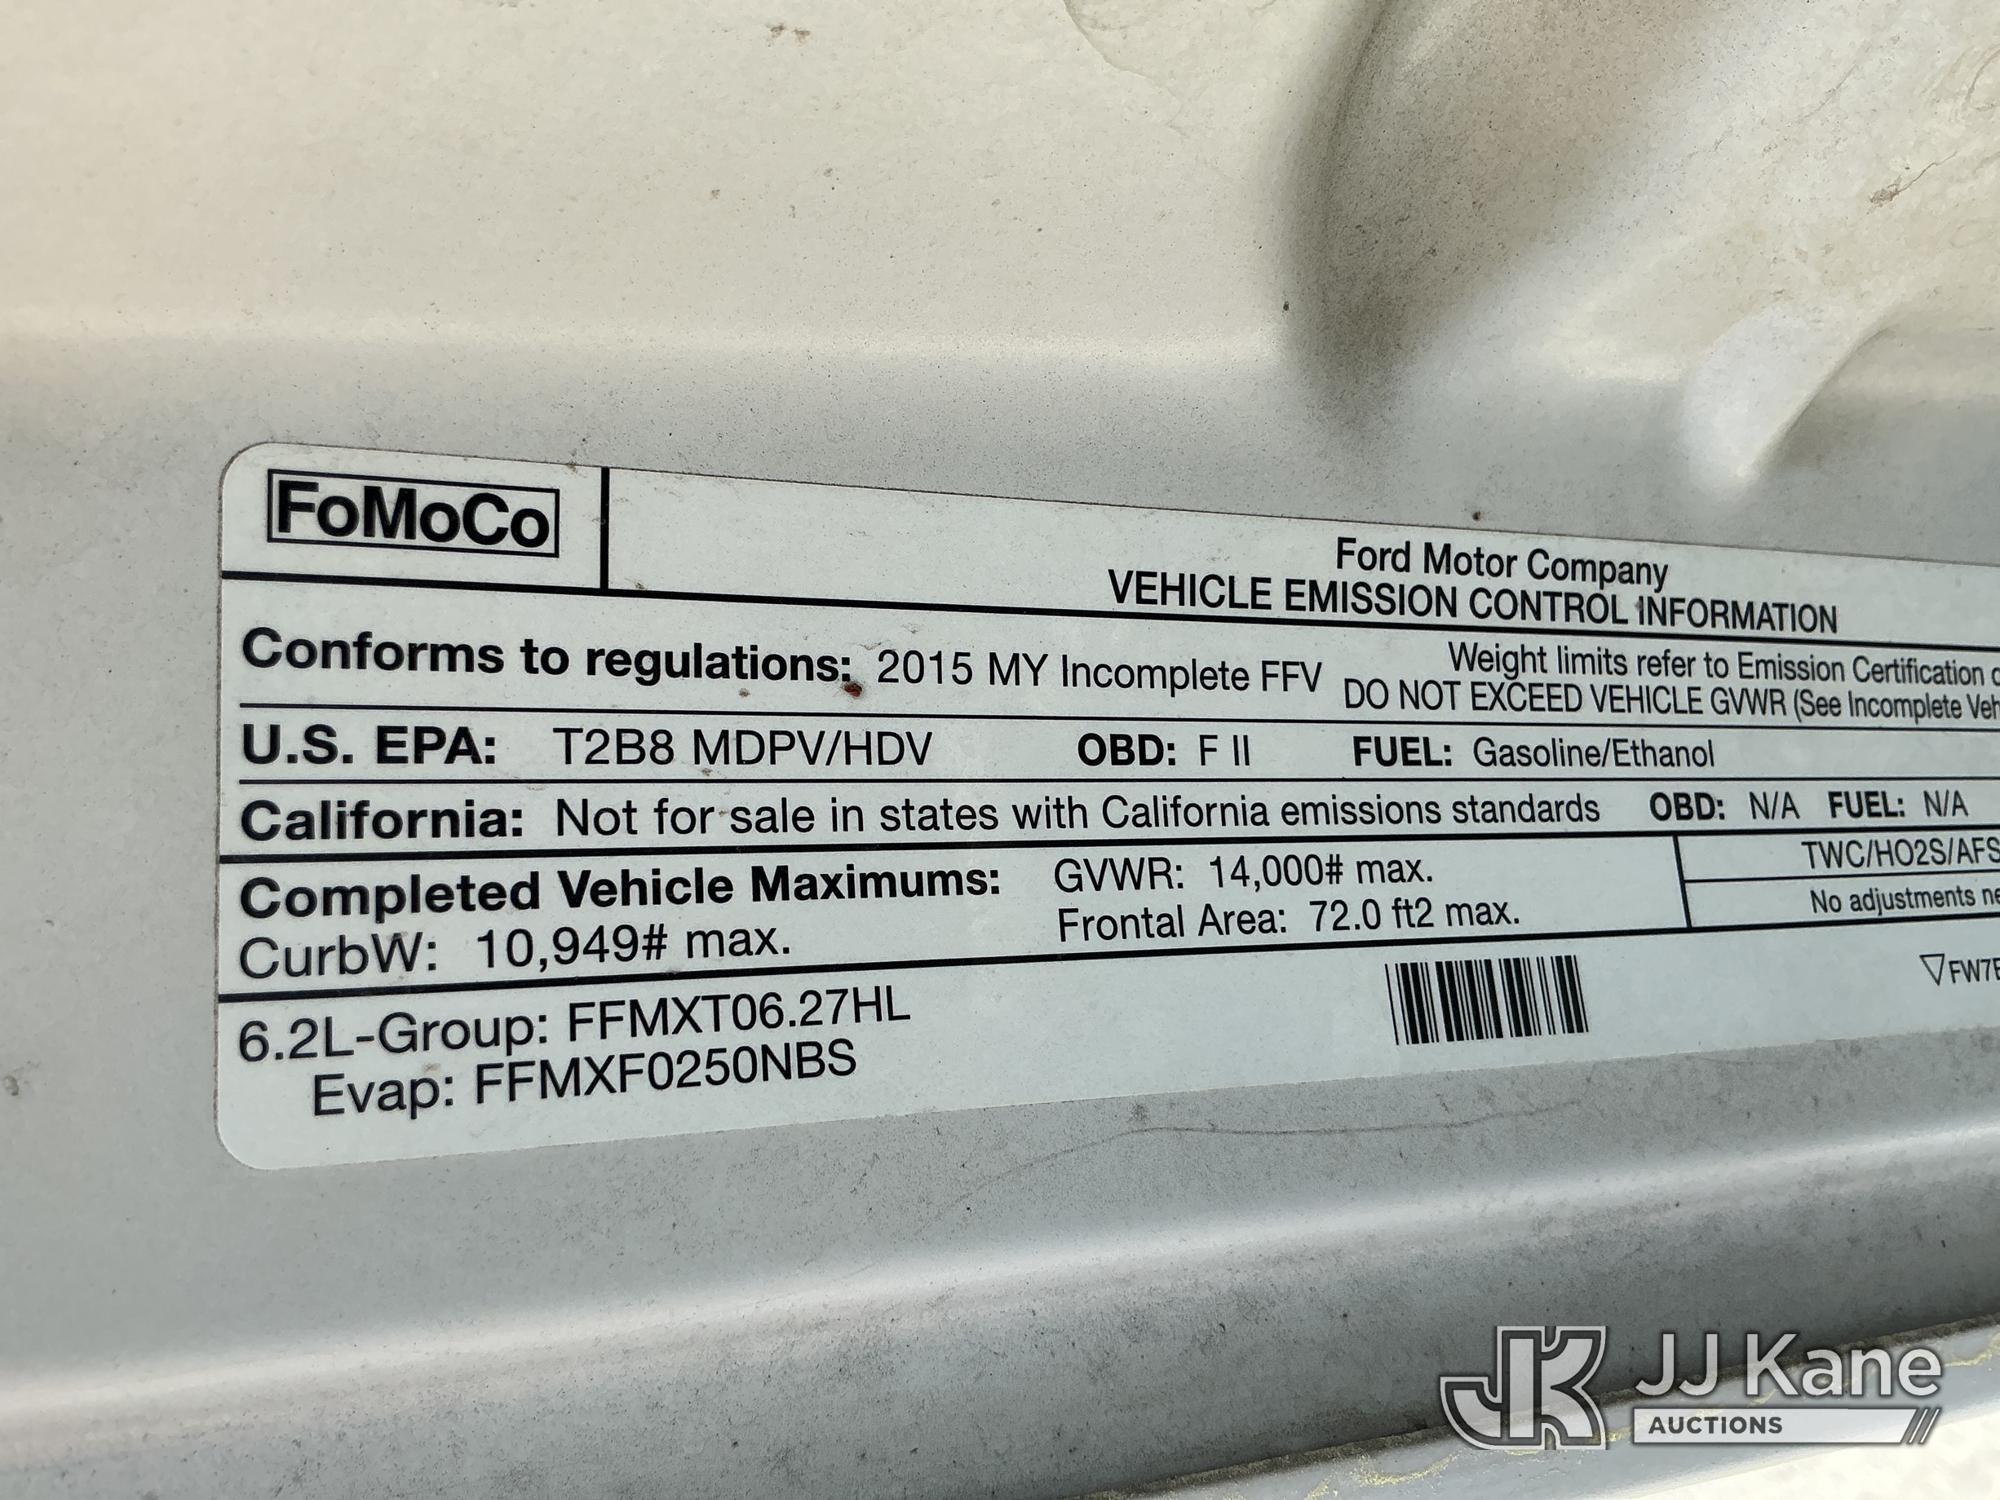 FoMoCo
Ford Motor Company
VEHICLE EMISSION CONTROL INFORMATION
Conforms to regulations: 2015 MY Incomplete FFV
Weight limits refer to Emission Certification
DO NOT EXCEED VEHICLE GVWR (See Incomplete
U.S. EPA: T2B8 MDPV/HDV OBD: F II FUEL: Gasoline/Ethanol
California: Not for sale in states with California emissions standards OBD: N/A FUEL: N/A
Completed Vehicle Maximums: GVWR: 14,000# max.
CurbW: 10,949# max. Frontal Area: 72.0 ft2 max.
TWC/HO2S/AFS
No adjustments
6.2L-Group: FFMXT06.27HL
Evap: FFMXF0250NBS
JK JJ Kane
AUCTIONS